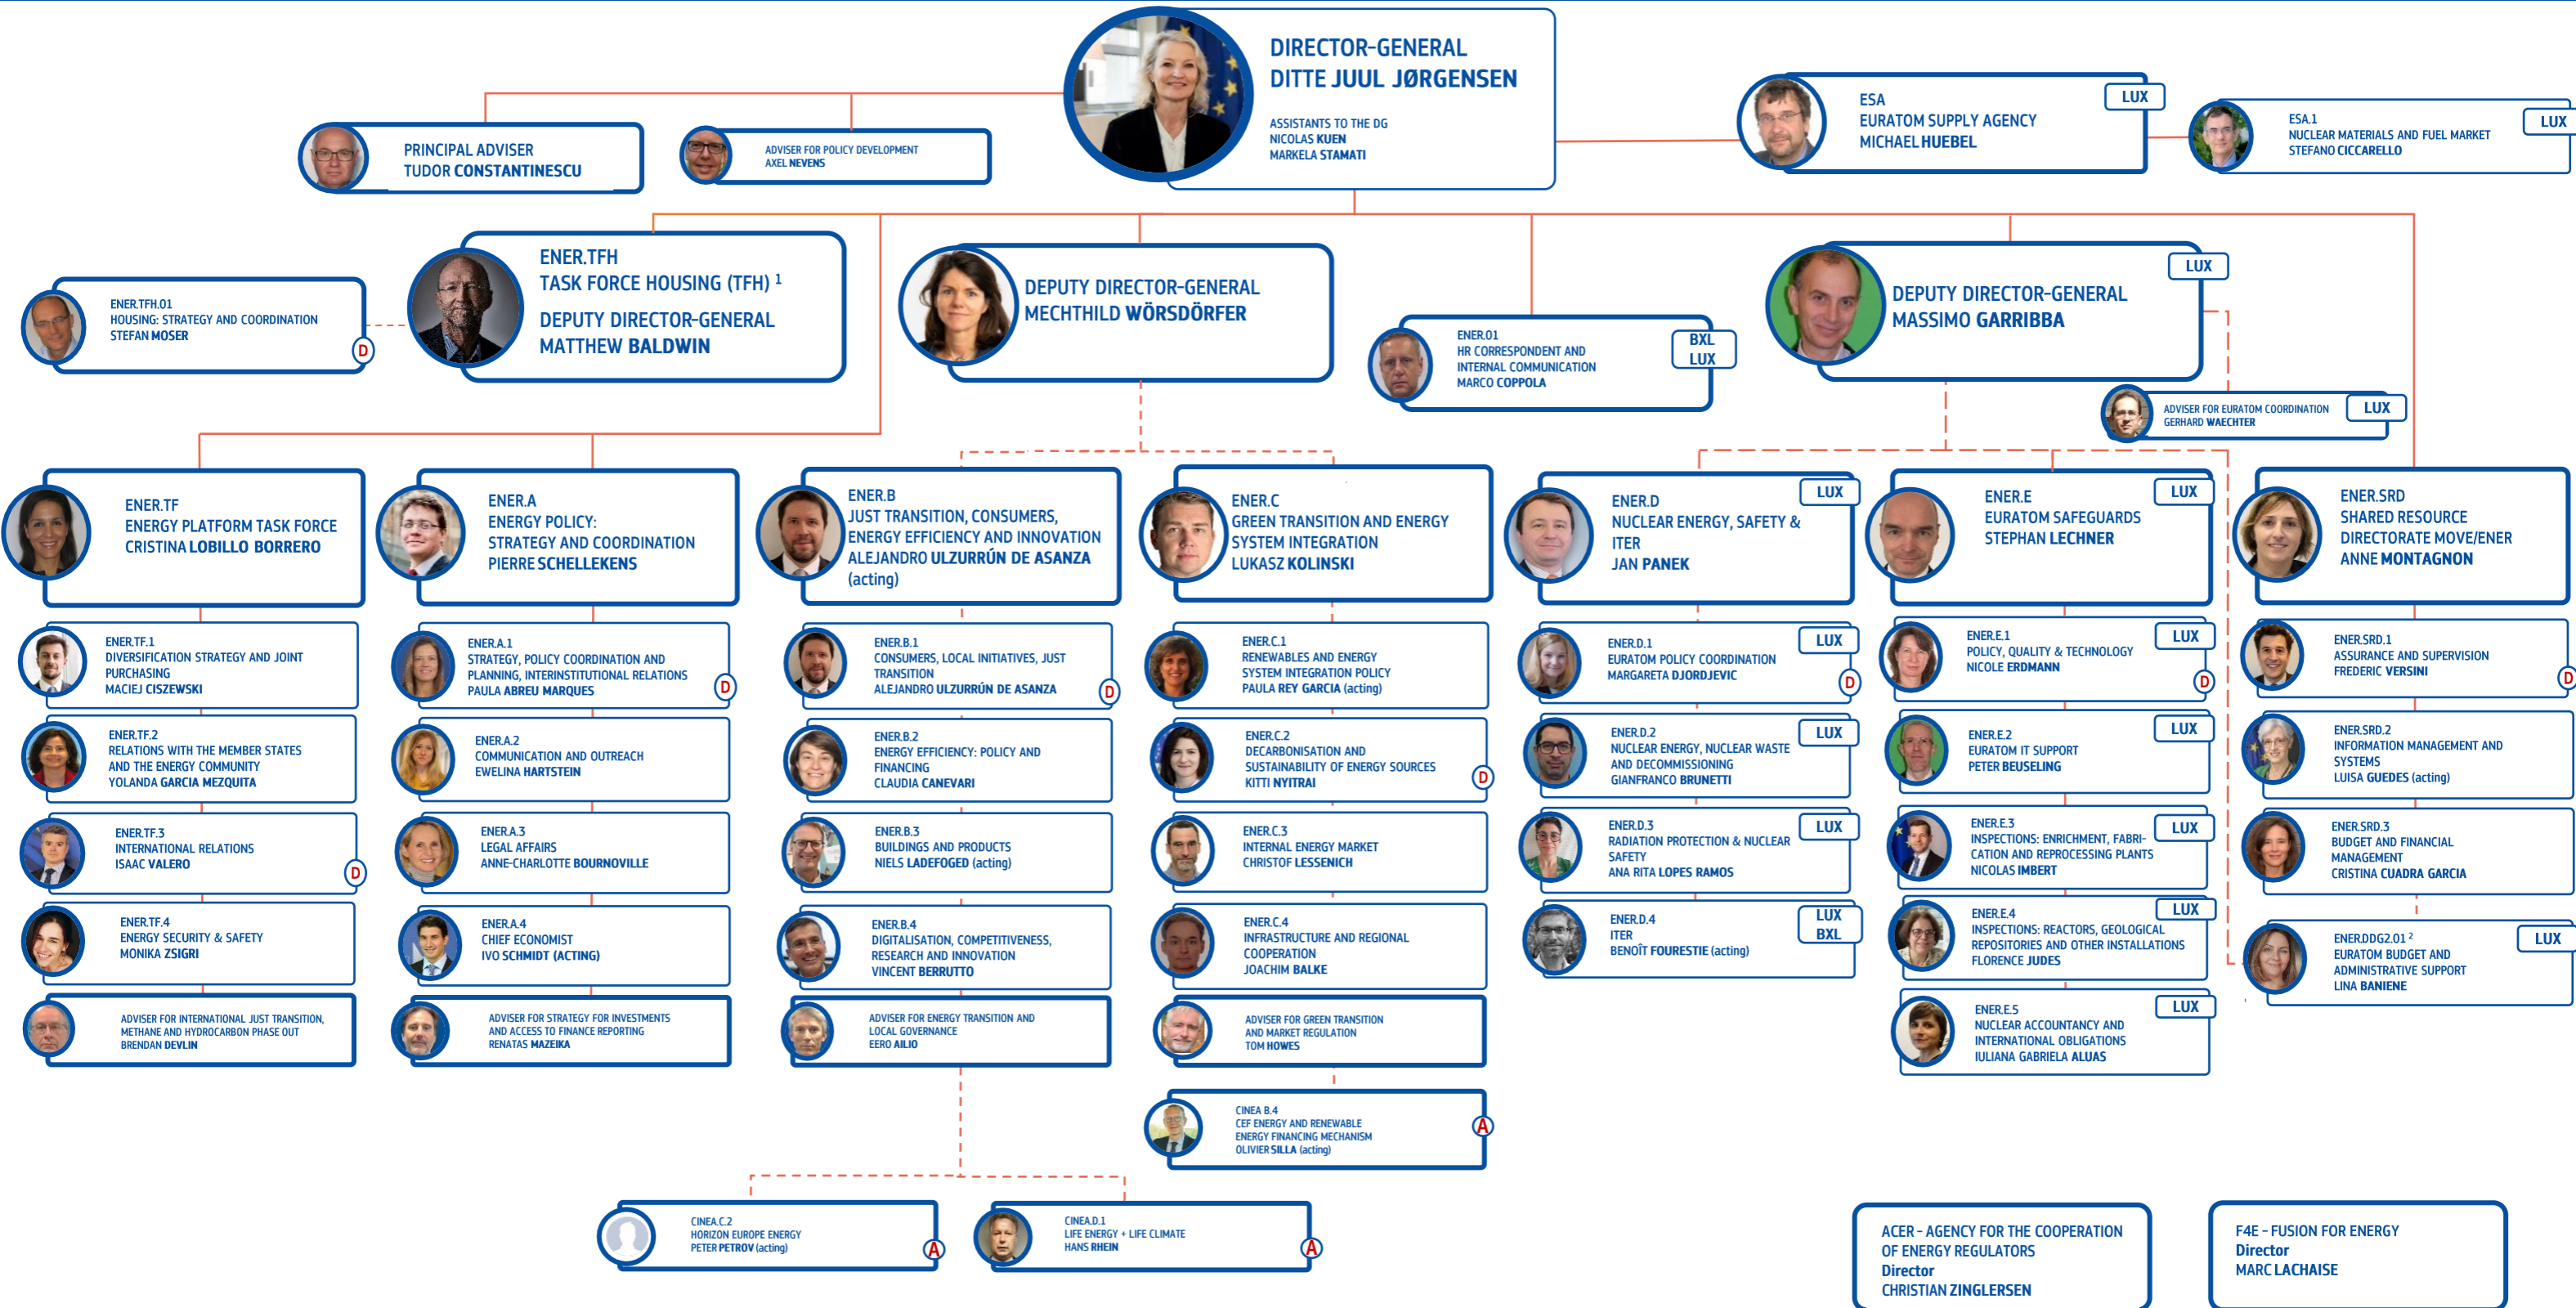 DIRECTOR-GENERAL
DITTE JUUL JØRGENSEN
ASSISTANTS TO THE DG
NICOLAS KUEN
MARKELA STAMATI
PRINCIPAL ADVISER
TUDOR CONSTANTINESCU
ADVISER FOR POLICY DEVELOPMENT
AXEL NEVENS
ESA
EURATOM SUPPLY AGENCY
MICHAEL HUEBEL
LUX
ESA.1
NUCLEAR MATERIALS AND FUEL MARKET
STEFANO CICCARELLO
LUX
ENER.TFH.01
HOUSING: STRATEGY AND COORDINATION
STEFAN MOSER
D
ENER.TFH
TASK FORCE HOUSING (TFH) 1
DEPUTY DIRECTOR-GENERAL
MATTHEW BALDWIN
DEPUTY DIRECTOR-GENERAL
MECHTHILD WÖRSDÖRFER
ENER.01
HR CORRESPONDENT AND
INTERNAL COMMUNICATION
MARCO COPPOLA
BXL
LUX
DEPUTY DIRECTOR-GENERAL
MASSIMO GARRIBBA
LUX
ADVISER FOR EURATOM COORDINATION
GERHARD WAECHTER
LUX
ENER.TF
ENERGY PLATFORM TASK FORCE
CRISTINA LOBILLO BORRERO
ENER.TF.1
DIVERSIFICATION STRATEGY AND JOINT
PURCHASING
MACIEJ CISZEWSKI
ENER.TF.2
RELATIONS WITH THE MEMBER STATES
AND THE ENERGY COMMUNITY
YOLANDA GARCIA MEZQUITA
ENER.TF.3
INTERNATIONAL RELATIONS
ISAAC VALERO
D
ENER.TF.4
ENERGY SECURITY & SAFETY
MONIKA ZSIGRI
ADVISER FOR INTERNATIONAL JUST TRANSITION,
METHANE AND HYDROCARBON PHASE OUT
BRENDAN DEVLIN
ENER.A
ENERGY POLICY:
STRATEGY AND COORDINATION
PIERRE SCHELLEKENS
ENER.A.1
STRATEGY, POLICY COORDINATION AND
PLANNING, INTERINSTITUTIONAL RELATIONS
PAULA ABREU MARQUES
D
ENER.A.2
COMMUNICATION AND OUTREACH
EWELINA HARTSTEIN
ENER.A.3
LEGAL AFFAIRS
ANNE-CHARLOTTE BOURNOVILLE
ENER.A.4
CHIEF ECONOMIST
IVO SCHMIDT (ACTING)
ADVISER FOR STRATEGY FOR INVESTMENTS
AND ACCESS TO FINANCE REPORTING
RENATAS MAZEIKA
ENER.B
JUST TRANSITION, CONSUMERS,
ENERGY EFFICIENCY AND INNOVATION
ALEJANDRO ULZURRÚN DE ASANZA
(acting)
ENER.B.1
CONSUMERS, LOCAL INITIATIVES, JUST
TRANSITION
ALEJANDRO ULZURRÚN DE ASANZA
D
ENER.B.2
ENERGY EFFICIENCY: POLICY AND
FINANCING
CLAUDIA CANEVARI
ENER.B.3
BUILDINGS AND PRODUCTS
NIELS LADEFOGED (acting)
ENER.B.4
DIGITALISATION, COMPETITIVENESS,
RESEARCH AND INNOVATION
VINCENT BERRUTTO
ADVISER FOR ENERGY TRANSITION AND
LOCAL GOVERNANCE
EERO AILIO
ENER.C
GREEN TRANSITION AND ENERGY
SYSTEM INTEGRATION
LUKASZ KOLINSKI
ENER.C.1
RENEWABLES AND ENERGY
SYSTEM INTEGRATION POLICY
PAULA REY GARCIA (acting)
ENER.C.2
DECARBONISATION AND
SUSTAINABILITY OF ENERGY SOURCES
KITTI NYITRAI
D
ENER.C.3
INTERNAL ENERGY MARKET
CHRISTOF LESSENICH
ENER.C.4
INFRASTRUCTURE AND REGIONAL
COOPERATION
JOACHIM BALKE
ADVISER FOR GREEN TRANSITION
AND MARKET REGULATION
TOM HOWES
CINEA B.4
CEF ENERGY AND RENEWABLE
ENERGY FINANCING MECHANISM
OLIVIER SILLA (acting)
A
ENER.D
NUCLEAR ENERGY, SAFETY &
ITER
JAN PANEK
LUX
ENER.D.1
EURATOM POLICY COORDINATION
MARGARETA DJORDJEVIC
LUX
D
ENER.D.2
NUCLEAR ENERGY, NUCLEAR WASTE
AND DECOMMISSIONING
GIANFRANCO BRUNETTI
LUX
ENER.D.3
RADIATION PROTECTION & NUCLEAR
SAFETY
ANA RITA LOPES RAMOS
LUX
ENER.D.4
ITER
BENOÎT FOURESTIE (acting)
LUX
BXL
ENER.E
EURATOM SAFEGUARDS
STEPHAN LECHNER
LUX
ENER.E.1
POLICY, QUALITY & TECHNOLOGY
NICOLE ERDMANN
LUX
D
ENER.E.2
EURATOM IT SUPPORT
PETER BEUSELING
LUX
ENER.E.3
INSPECTIONS: ENRICHMENT, FABRI-
CATION AND REPROCESSING PLANTS
NICOLAS IMBERT
LUX
ENER.E.4
INSPECTIONS: REACTORS, GEOLOGICAL
REPOSITORIES AND OTHER INSTALLATIONS
FLORENCE JUDES
LUX
ENER.E.5
NUCLEAR ACCOUNTANCY AND
INTERNATIONAL OBLIGATIONS
IULIANA GABRIELA ALUAS
LUX
ENER.SRD
SHARED RESOURCE
DIRECTORATE MOVE/ENER
ANNE MONTAGNON
ENER.SRD.1
ASSURANCE AND SUPERVISION
FREDERIC VERSINI
D
ENER.SRD.2
INFORMATION MANAGEMENT AND
SYSTEMS
LUISA GUEDES (acting)
ENER.SRD.3
BUDGET AND FINANCIAL
MANAGEMENT
CRISTINA CUADRA GARCIA
ENER.DDG2.01 2
EURATOM BUDGET AND
ADMINISTRATIVE SUPPORT
LINA BANIENE
LUX
CINEA.C.2
HORIZON EUROPE ENERGY
PETER PETROV (acting)
A
CINEA.D.1
LIFE ENERGY + LIFE CLIMATE
HANS RHEIN
A
ACER - AGENCY FOR THE COOPERATION
OF ENERGY REGULATORS
Director
CHRISTIAN ZINGLERSEN
F4E - FUSION FOR ENERGY
Director
MARC LACHAISE